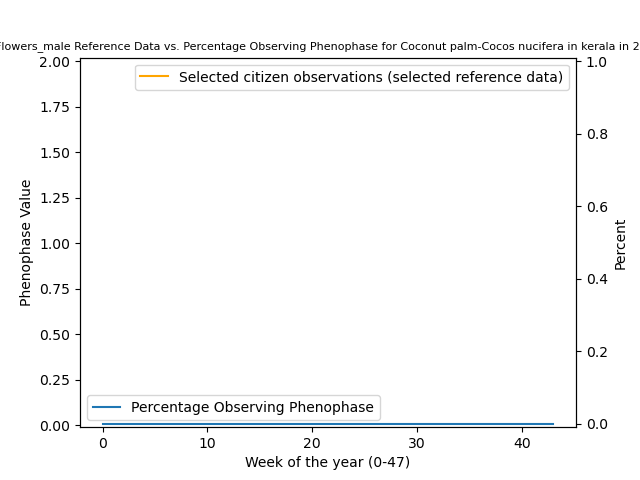 Flowers_male Reference Data vs. Percentage Observing Phenophase for Coconut palm-Cocos nucifera in kerala in 2
2.00
1.75
1.50
1.25
1.00
0.75
0.50
0.25
0.00
Phenophase Value
Selected citizen observations (selected reference data)
Percentage Observing Phenophase
1.0
0.8
0.6
0.4
0.2
0.0
Percent
0 10 20 30 40
Week of the year (0-47)